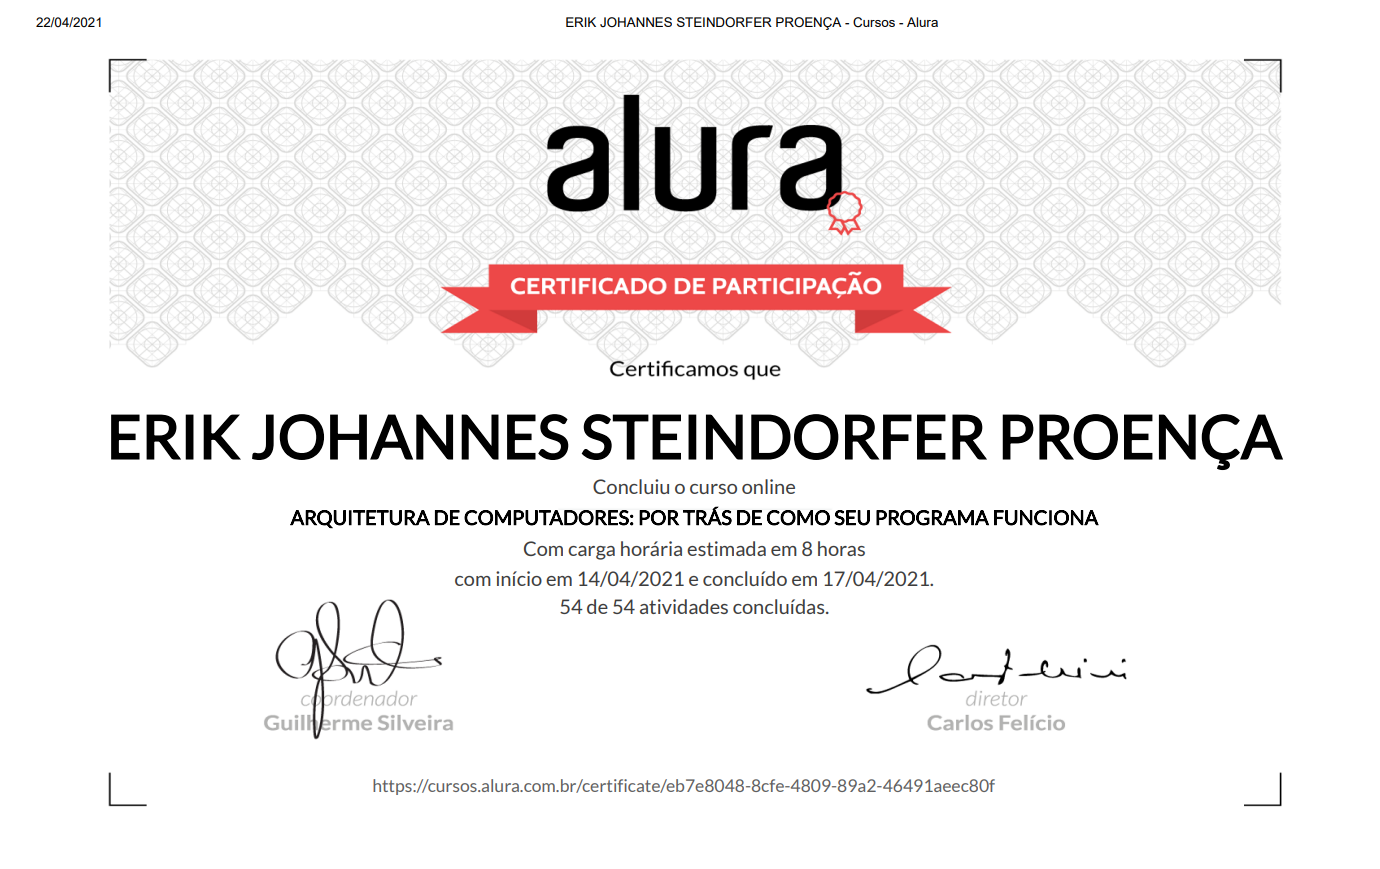 22/04/2021
ERIK JOHANNES STEINDORFER PROENÇA - Cursos - Alura
alura
CERTIFICADO DE PARTICIPAÇÃO
Certificamos que
ERIK JOHANNES STEINDORFER PROENÇA
Concluiu o curso online
ARQUITETURA DE COMPUTADORES: POR TRÁS DE COMO SEU PROGRAMA FUNCIONA
Com carga horária estimada em 8 horas
com início em 14/04/2021 e concluído em 17/04/2021.
54 de 54 atividades concluídas.
coordenador
Guilherme Silveira
diretor
Carlos Felício
https://cursos.alura.com.br/certificate/eb7e8048-8cfe-4809-89a2-46491aeec80f